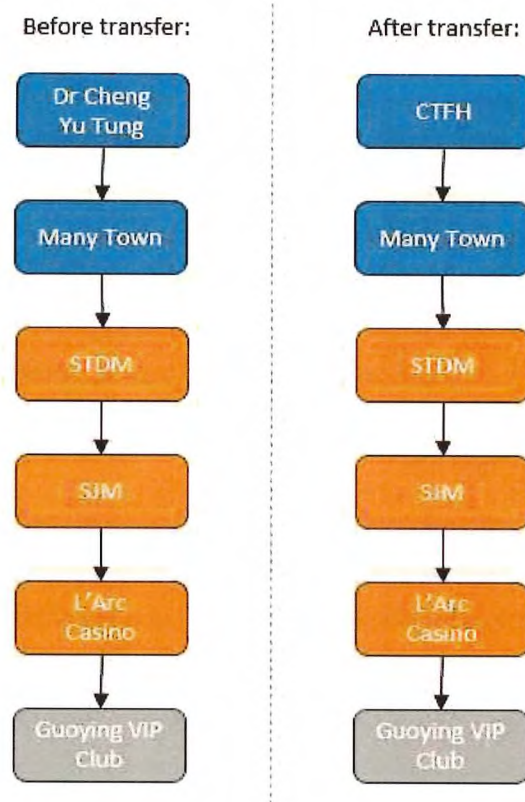 Before transfer:
Dr Cheng
Yu Tung
Many Town
STDM
SJM
L'Arc
Casino
Guoying VIP
Club
After transfer:
CTFH
Many Town
STDM
SJM
L'Arc
Casino
Guoying VIP
Club